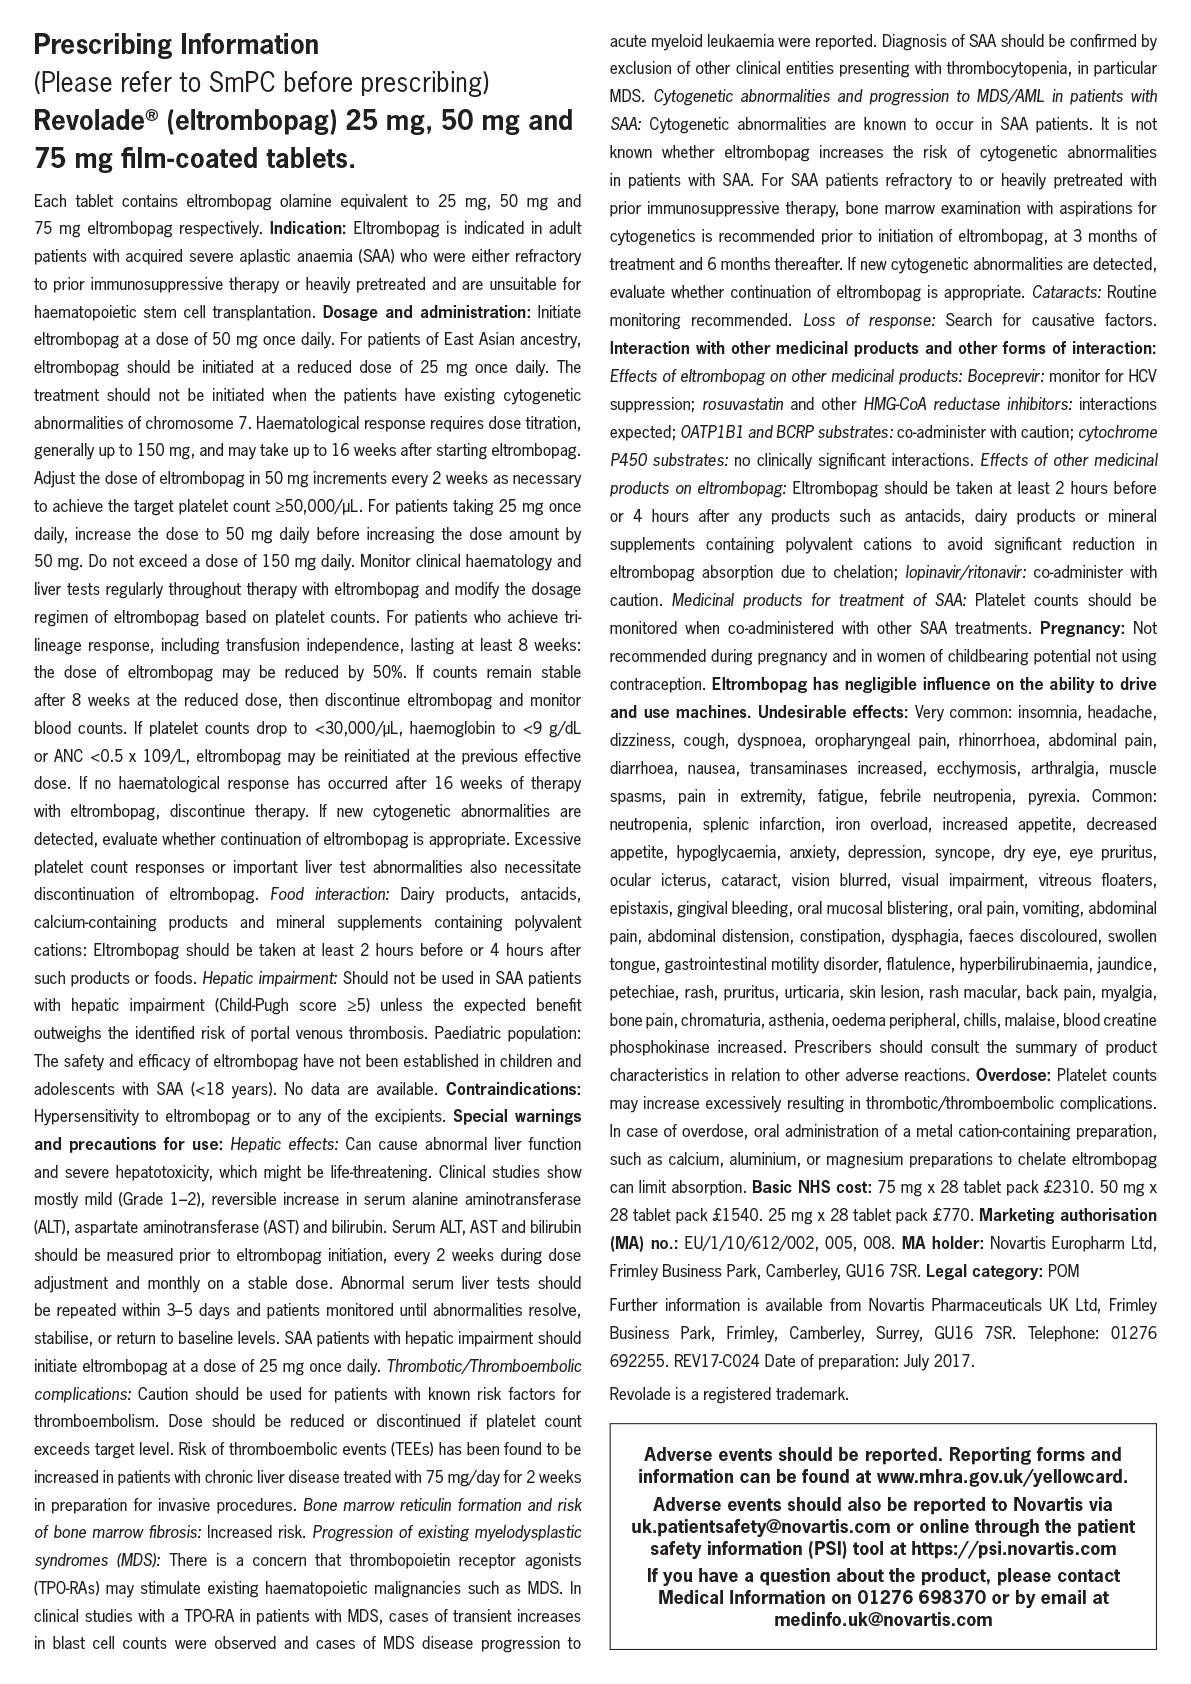 Prescribing Information
(Please refer to SmPC before prescribing)
Revolade® (eltrombopag) 25 mg, 50 mg and
75 mg film-coated tablets.
Each tablet contains eltrombopag olamine equivalent to 25 mg, 50 mg and
75 mg eltrombopag respectively. Indication: Eltrombopag is indicated in adult
patients with acquired severe aplastic anaemia (SAA) who were either refractory
to prior immunosuppressive therapy or heavily pretreated and are unsuitable for
haematopoietic stem cell transplantation. Dosage and administration: Initiate
eltrombopag at a dose of 50 mg once daily. For patients of East Asian ancestry,
eltrombopag should be initiated at a reduced dose of 25 mg once daily. The
treatment should not be initiated when the patients have existing cytogenetic
abnormalities of chromosome 7. Haematological response requires dose titration,
generally up to 150 mg, and may take up to 16 weeks after starting eltrombopag.
Adjust the dose of eltrombopag in 50 mg increments every 2 weeks as necessary
to achieve the target platelet count ≥50,000/µL. For patients taking 25 mg once
daily, increase the dose to 50 mg daily before increasing the dose amount by
50 mg. Do not exceed a dose of 150 mg daily. Monitor clinical haematology and
liver tests regularly throughout therapy with eltrombopag and modify the dosage
regimen of eltrombopag based on platelet counts. For patients who achieve tri-
lineage response, including transfusion independence, lasting at least 8 weeks:
the dose of eltrombopag may be reduced by 50%. If counts remain stable
after 8 weeks at the reduced dose, then discontinue eltrombopag and monitor
blood counts. If platelet counts drop to <30,000/µL, haemoglobin to <9 g/dL
or ANC <0.5 x 109/L, eltrombopag may be reinitiated at the previous effective
dose. If no haematological response has occurred after 16 weeks of therapy
with eltrombopag, discontinue therapy. If new cytogenetic abnormalities are
detected, evaluate whether continuation of eltrombopag is appropriate. Excessive
platelet count responses or important liver test abnormalities also necessitate
discontinuation of eltrombopag. Food interaction: Dairy products, antacids,
calcium-containing products and mineral supplements containing polyvalent
cations: Eltrombopag should be taken at least 2 hours before or 4 hours after
such products or foods. Hepatic impairment: Should not be used in SAA patients
with hepatic impairment (Child-Pugh score ≥5) unless the expected benefit
outweighs the identified risk of portal venous thrombosis. Paediatric population:
The safety and efficacy of eltrombopag have not been established in children and
adolescents with SAA (<18 years). No data are available. Contraindications:
Hypersensitivity to eltrombopag or to any of the excipients. Special warnings
and precautions for use: Hepatic effects: Can cause abnormal liver function
and severe hepatotoxicity, which might be life-threatening. Clinical studies show
mostly mild (Grade 1–2), reversible increase in serum alanine aminotransferase
(ALT), aspartate aminotransferase (AST) and bilirubin. Serum ALT, AST and bilirubin
should be measured prior to eltrombopag initiation, every 2 weeks during dose
adjustment and monthly on a stable dose. Abnormal serum liver tests should
be repeated within 3–5 days and patients monitored until abnormalities resolve,
stabilise, or return to baseline levels. SAA patients with hepatic impairment should
initiate eltrombopag at a dose of 25 mg once daily. Thrombotic/Thromboembolic
complications: Caution should be used for patients with known risk factors for
thromboembolism. Dose should be reduced or discontinued if platelet count
exceeds target level. Risk of thromboembolic events (TEEs) has been found to be
increased in patients with chronic liver disease treated with 75 mg/day for 2 weeks
in preparation for invasive procedures. Bone marrow reticulin formation and risk
of bone marrow fibrosis: Increased risk. Progression of existing myelodysplastic
syndromes (MDS): There is a concern that thrombopoietin receptor agonists
(TPO-RAs) may stimulate existing haematopoietic malignancies such as MDS. In
clinical studies with a TPO-RA in patients with MDS, cases of transient increases
in blast cell counts were observed and cases of MDS disease progression to
acute myeloid leukaemia were reported. Diagnosis of SAA should be confirmed by
exclusion of other clinical entities presenting with thrombocytopenia, in particular
MDS. Cytogenetic abnormalities and progression to MDS/AML in patients with
SAA: Cytogenetic abnormalities are known to occur in SAA patients. It is not
known whether eltrombopag increases the risk of cytogenetic abnormalities
in patients with SAA. For SAA patients refractory to or heavily pretreated with
prior immunosuppressive therapy, bone marrow examination with aspirations for
cytogenetics is recommended prior to initiation of eltrombopag, at 3 months of
treatment and 6 months thereafter. If new cytogenetic abnormalities are detected,
evaluate whether continuation of eltrombopag is appropriate. Cataracts: Routine
monitoring recommended. Loss of response: Search for causative factors.
Interaction with other medicinal products and other forms of interaction:
Effects of eltrombopag on other medicinal products: Boceprevir: monitor for HCV
suppression; rosuvastatin and other HMG-CoA reductase inhibitors: interactions
expected; OATP1B1 and BCRP substrates: co-administer with caution; cytochrome
P450 substrates: no clinically significant interactions. Effects of other medicinal
products on eltrombopag: Eltrombopag should be taken at least 2 hours before
or 4 hours after any products such as antacids, dairy products or mineral
supplements containing polyvalent cations to avoid significant reduction in
eltrombopag absorption due to chelation; lopinavir/ritonavir: co-administer with
caution. Medicinal products for treatment of SAA: Platelet counts should be
monitored when co-administered with other SAA treatments. Pregnancy: Not
recommended during pregnancy and in women of childbearing potential not using
contraception. Eltrombopag has negligible influence on the ability to drive
and use machines. Undesirable effects: Very common: insomnia, headache,
dizziness, cough, dyspnoea, oropharyngeal pain, rhinorrhoea, abdominal pain,
diarrhoea, nausea, transaminases increased, ecchymosis, arthralgia, muscle
spasms, pain in extremity, fatigue, febrile neutropenia, pyrexia. Common:
neutropenia, splenic infarction, iron overload, increased appetite, decreased
appetite, hypoglycaemia, anxiety, depression, syncope, dry eye, eye pruritus,
ocular icterus, cataract, vision blurred, visual impairment, vitreous floaters,
epistaxis, gingival bleeding, oral mucosal blistering, oral pain, vomiting, abdominal
pain, abdominal distension, constipation, dysphagia, faeces discoloured, swollen
tongue, gastrointestinal motility disorder, flatulence, hyperbilirubinaemia, jaundice,
petechiae, rash, pruritus, urticaria, skin lesion, rash macular, back pain, myalgia,
bone pain, chromaturia, asthenia, oedema peripheral, chills, malaise, blood creatine
phosphokinase increased. Prescribers should consult the summary of product
characteristics in relation to other adverse reactions. Overdose: Platelet counts
may increase excessively resulting in thrombotic/thromboembolic complications.
In case of overdose, oral administration of a metal cation-containing preparation,
such as calcium, aluminium, or magnesium preparations to chelate eltrombopag
can limit absorption. Basic NHS cost: 75 mg x 28 tablet pack £2310. 50 mg x
28 tablet pack £1540. 25 mg x 28 tablet pack £770. Marketing authorisation
(MA) no.: EU/1/10/612/002, 005, 008. MA holder: Novartis Europharm Ltd,
Frimley Business Park, Camberley, GU16 7SR. Legal category: POM
Further information is available from Novartis Pharmaceuticals UK Ltd, Frimley
Business Park, Frimley, Camberley, Surrey, GU16 7SR. Telephone: 01276
692255. REV17-C024 Date of preparation: July 2017.
Revolade is a registered trademark.
Adverse events should be reported. Reporting forms and
information can be found at www.mhra.gov.uk/yellowcard.
Adverse events should also be reported to Novartis via
uk.patientsafety@novartis.com or online through the patient
safety information (PSI) tool at https://psi.novartis.com
If you have a question about the product, please contact
Medical Information on 01276 698370 or by email at
medinfo.uk@novartis.com